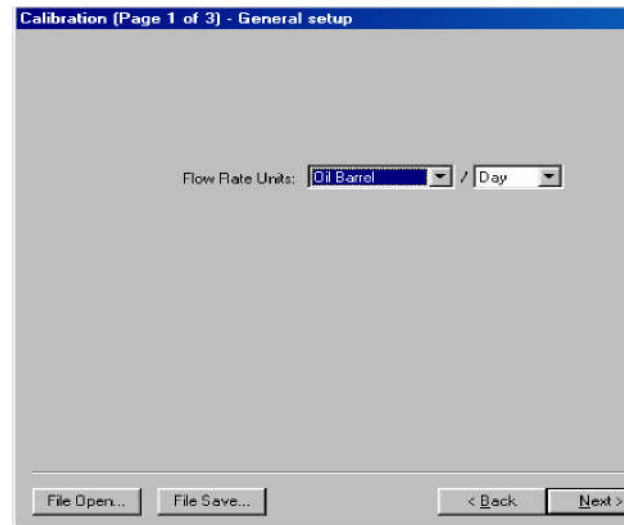 Calibration (Page 1 of 3) - General setup
Flow Rate Units: Oil Barrel / Day
File Open... File Save... < Back Next >